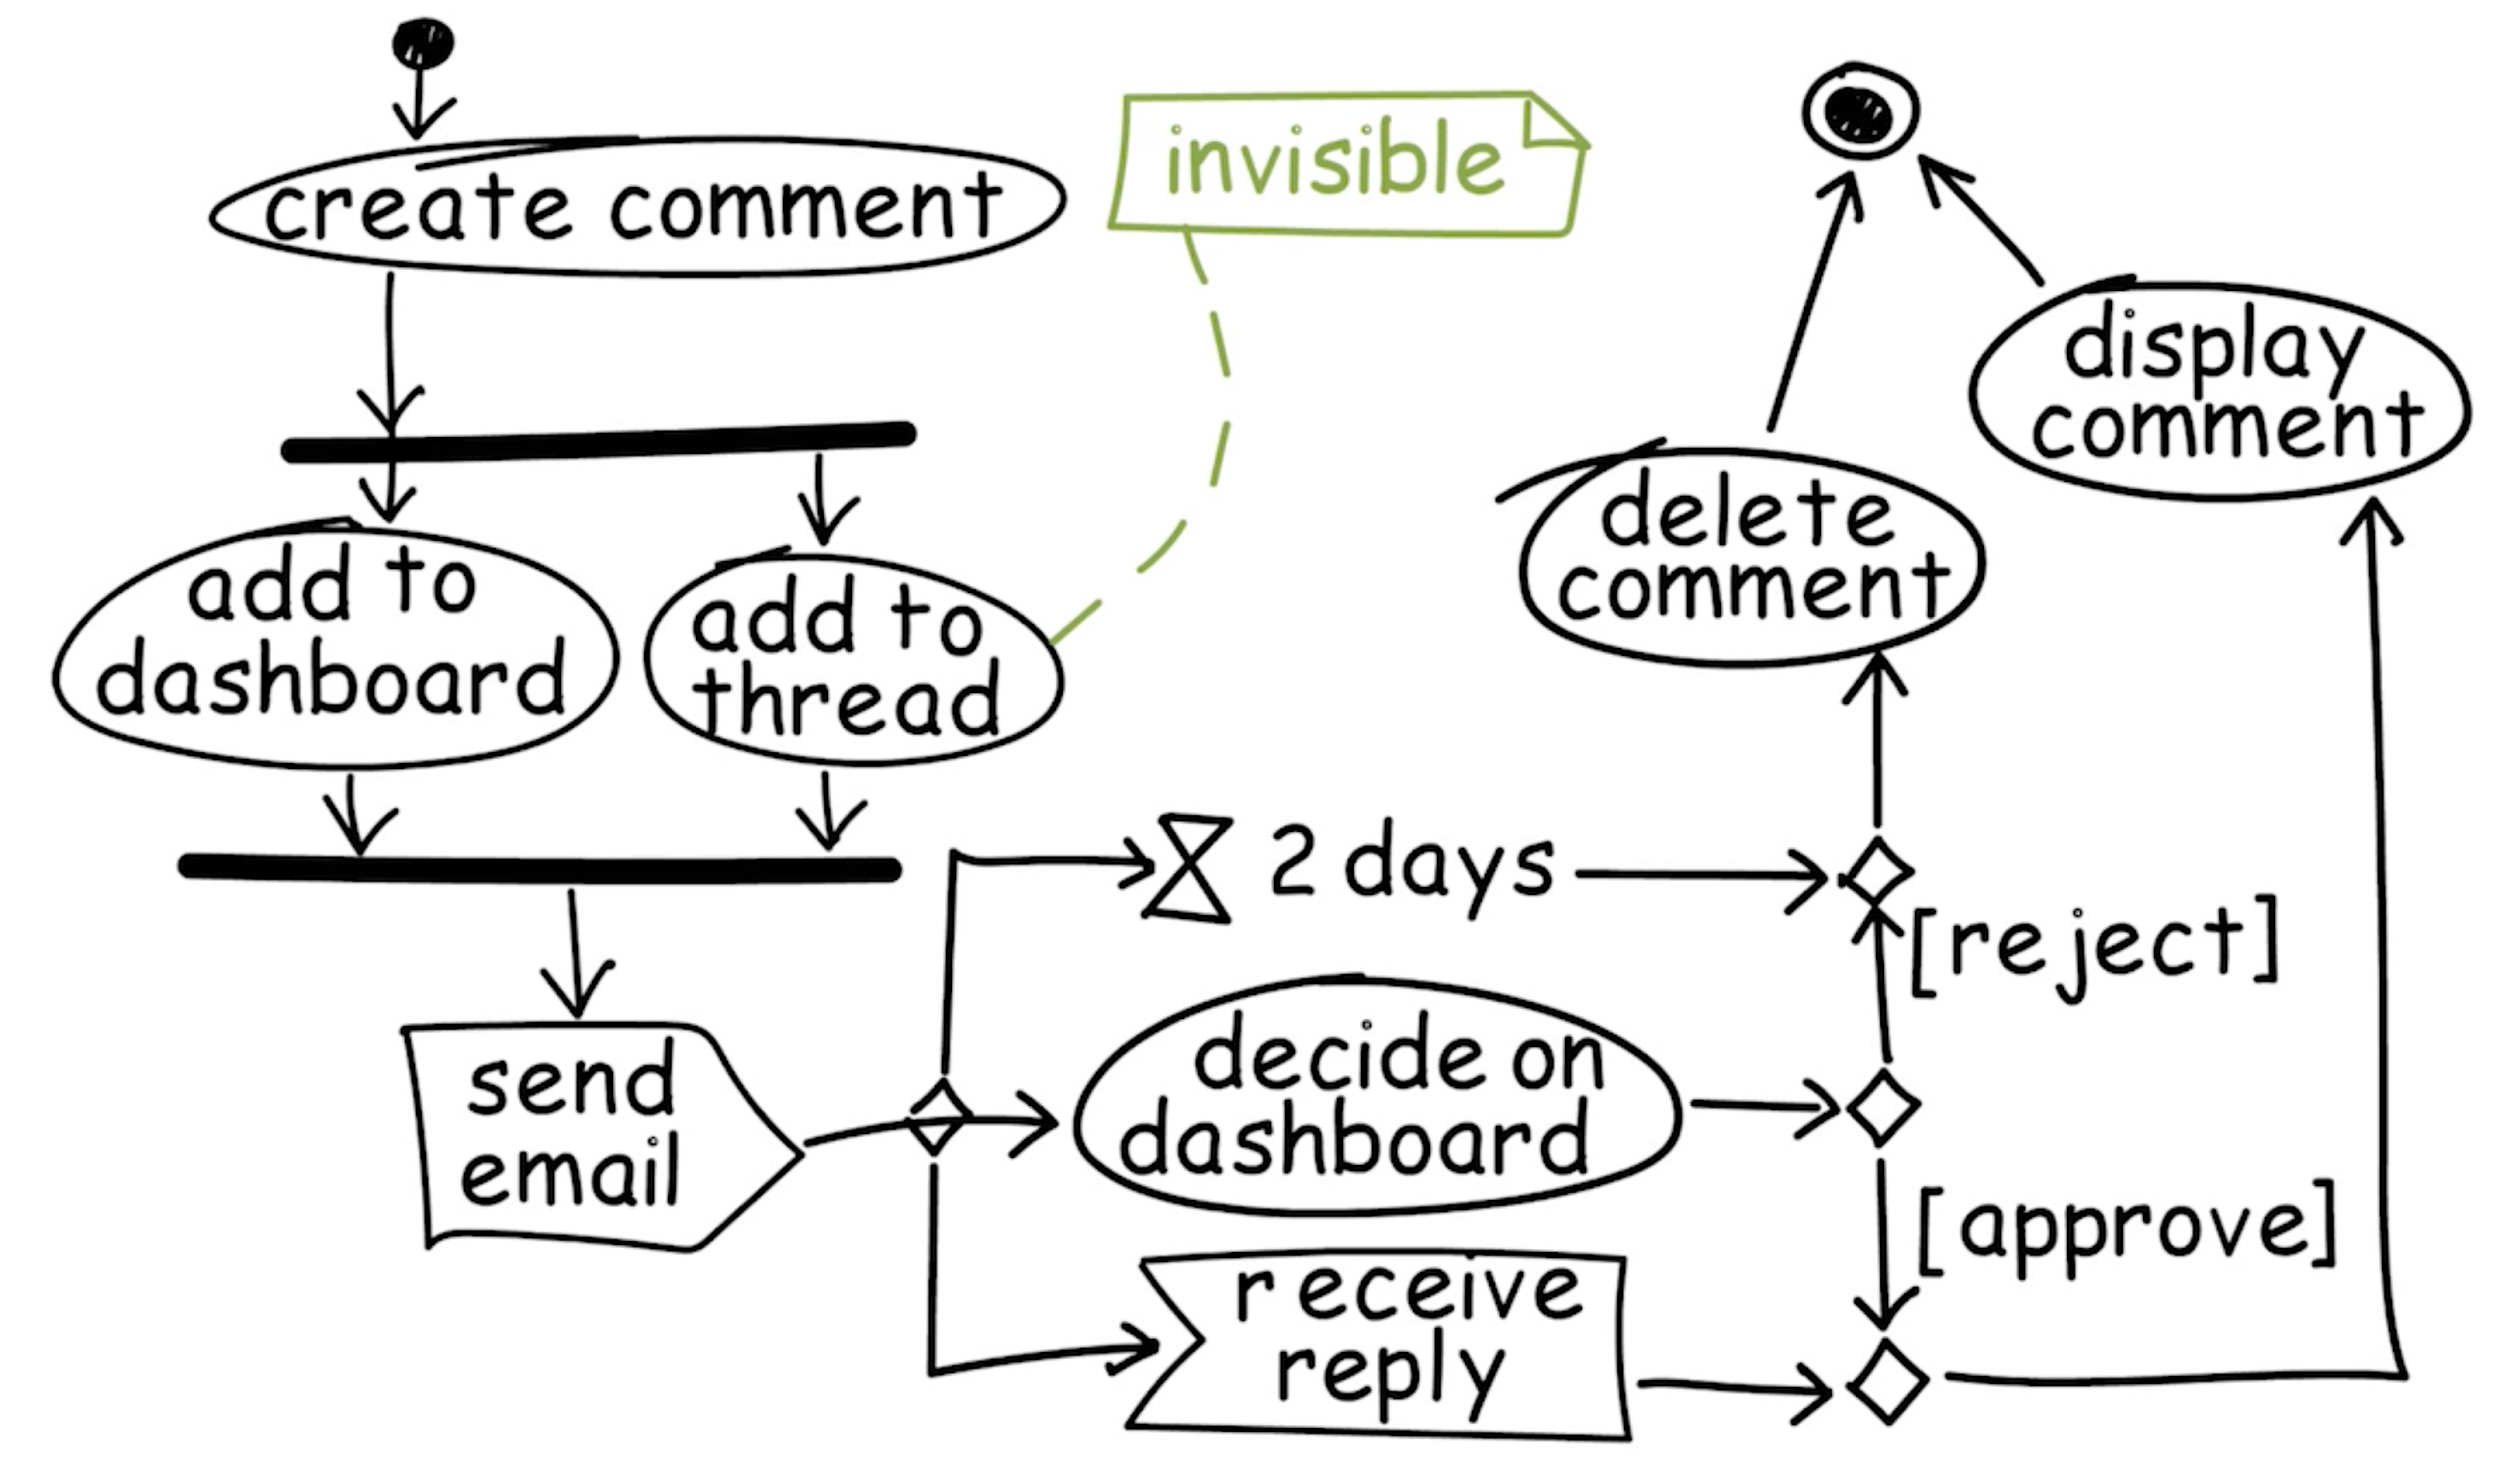 create comment
invisible
add to
dashboard
add to
thread
display
comment
delete
comment
2 days
[reject]
send
email
decide on
dashboard
[approve]
receive
reply